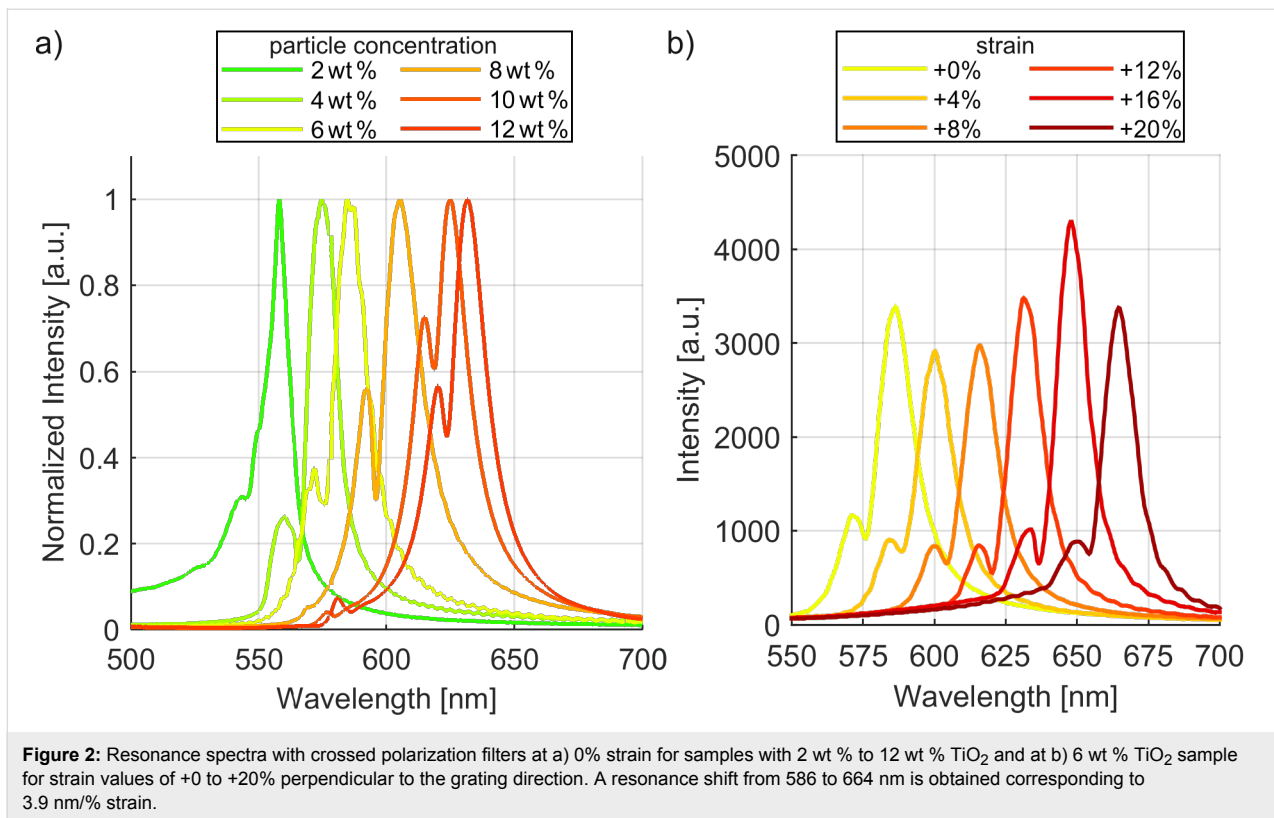 a)
particle concentration
2 wt % 8 wt %
4 wt % 10 wt %
6 wt % 12 wt %
1
0.8
0.6
0.4
0.2
0
Normalized Intensity [a.u.]
500 550 600 650 700
Wavelength [nm]
b)
strain
+0% +12%
+4% +16%
+8% +20%
5000
4000
3000
2000
1000
0
Intensity [a.u.]
550 575 600 625 650 675 700
Wavelength [nm]
Figure 2: Resonance spectra with crossed polarization filters at a) 0% strain for samples with 2 wt % to 12 wt % TiO2 and at b) 6 wt % TiO2 sample
for strain values of +0 to +20% perpendicular to the grating direction. A resonance shift from 586 to 664 nm is obtained corresponding to
3.9 nm/% strain.